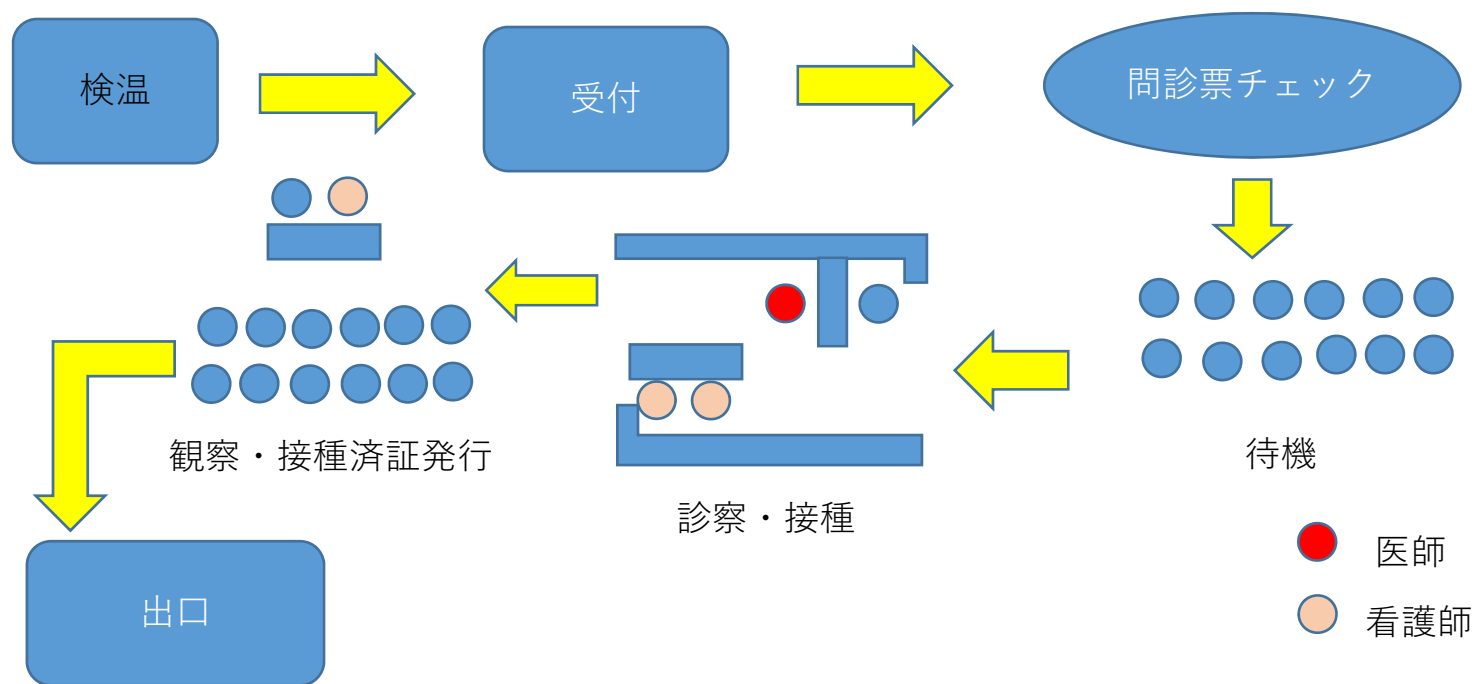 検温
受付
問診票チェック
待機
診察・接種
観察・接種済証発行
出口
医師
看護師